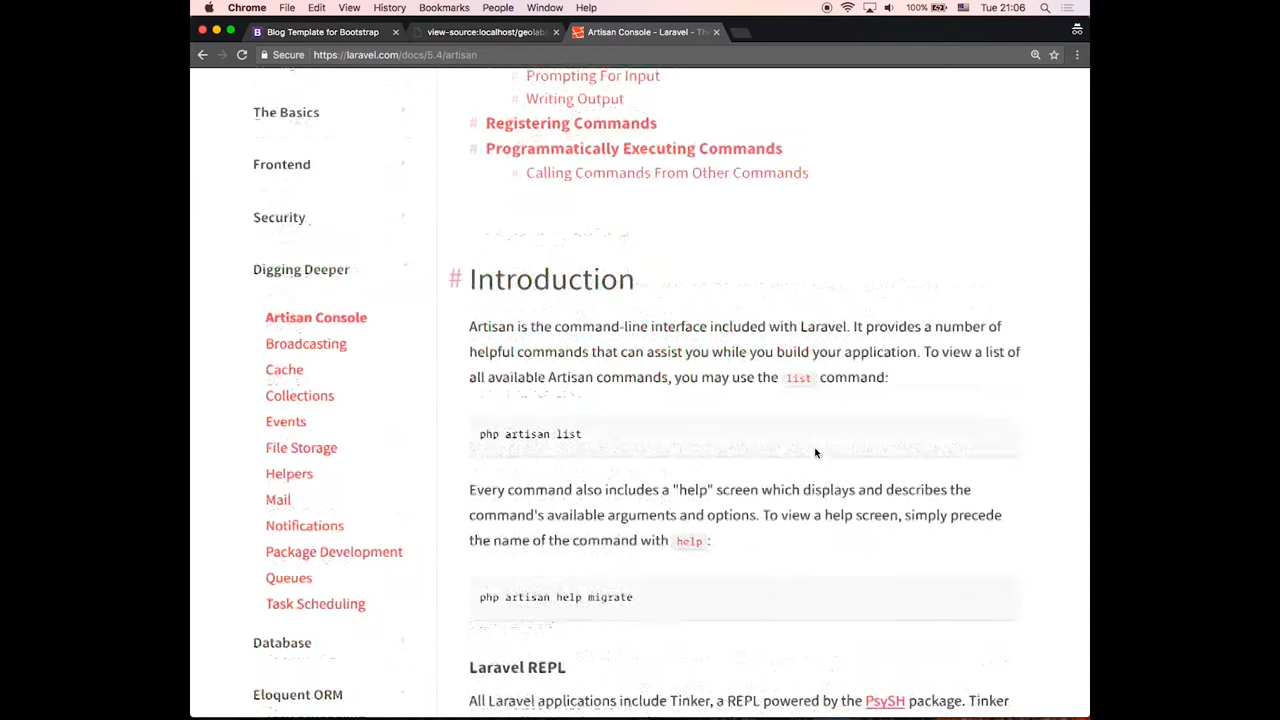 Chrome File Edit View History Bookmarks People Window Help 100% Tue 21:06
Blog Template for Bootstrap view-source:localhost/geolab Artisan Console - Laravel - The
Secure https://laravel.com/docs/5.4/artisan
Prompting For Input
Writing Output
# Registering Commands
# Programmatically Executing Commands
# Calling Commands From Other Commands
The Basics
Frontend
Security
Digging Deeper
Artisan Console
Broadcasting
Cache
Collections
Events
File Storage
Helpers
Mail
Notifications
Package Development
Queues
Task Scheduling
Database
Eloquent ORM
# Introduction
Artisan is the command-line interface included with Laravel. It provides a number of
helpful commands that can assist you while you build your application. To view a list of
all available Artisan commands, you may use the list command:
php artisan list
Every command also includes a "help" screen which displays and describes the
command's available arguments and options. To view a help screen, simply precede
the name of the command with help :
php artisan help migrate
Laravel REPL
All Laravel applications include Tinker, a REPL powered by the PsySH package. Tinker